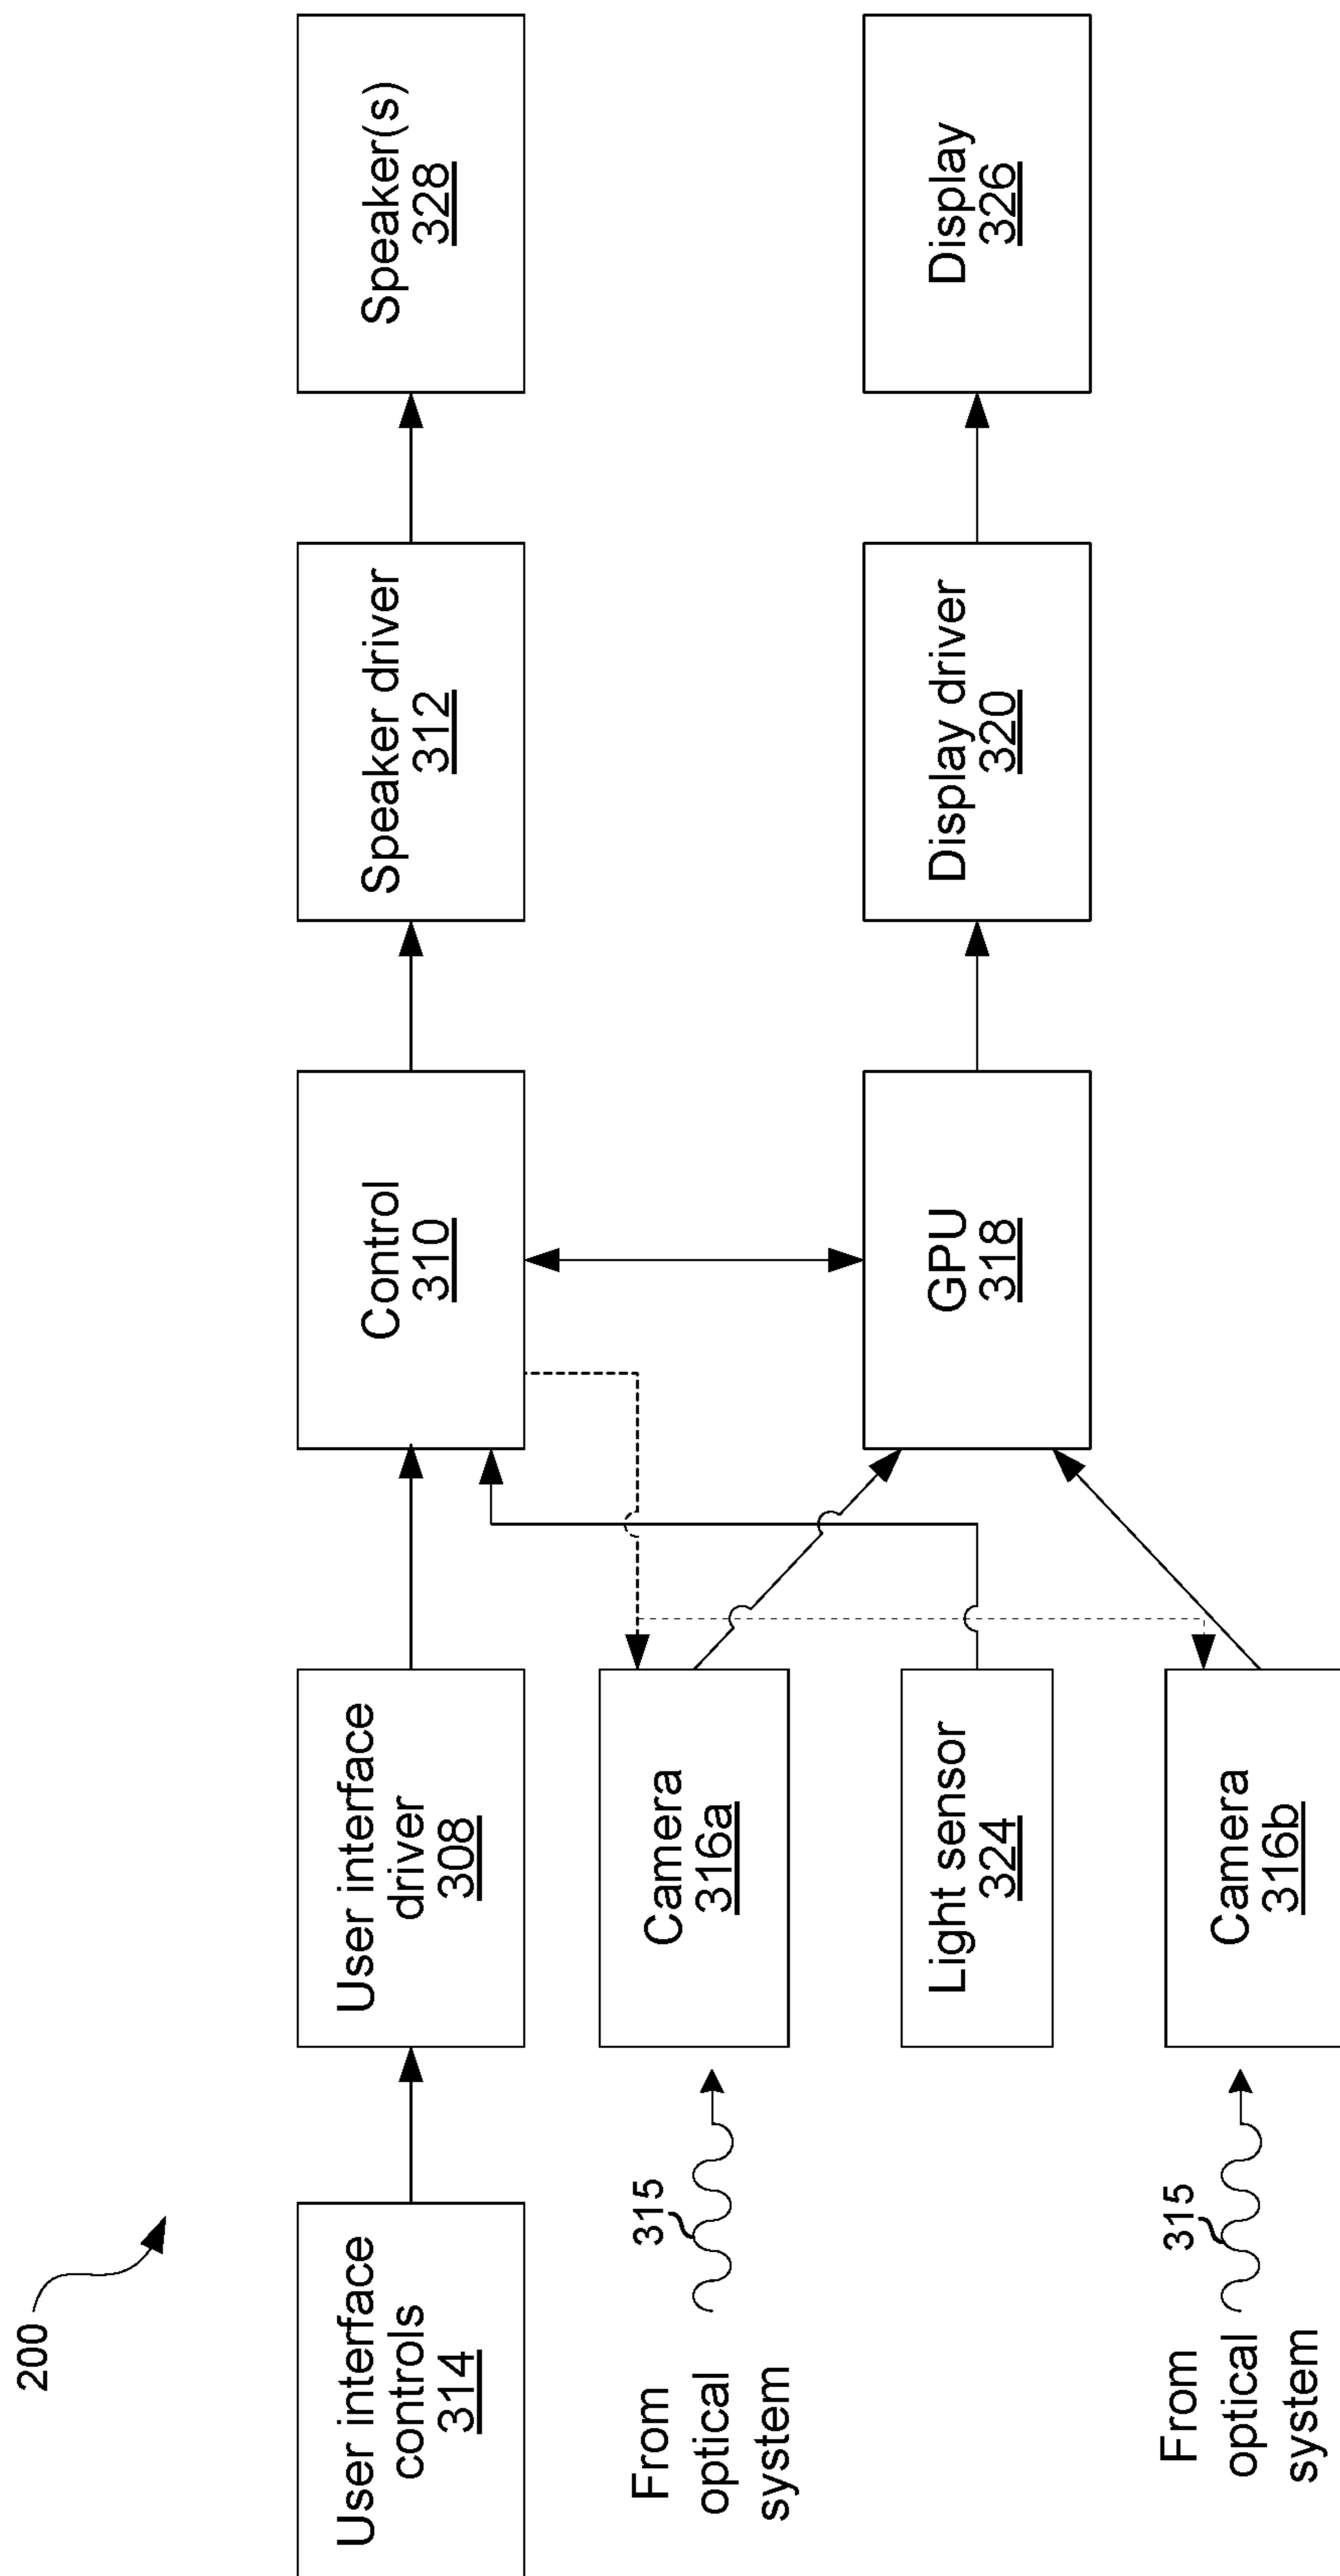 200
User interface
controls
314
User interface
driver
308
Control
310
Speaker driver
312
Speaker(s)
328
From
optical
system
315
Camera
316a
Light sensor
324
GPU
318
Display driver
320
Display
326
From
optical
system
315
Camera
316b